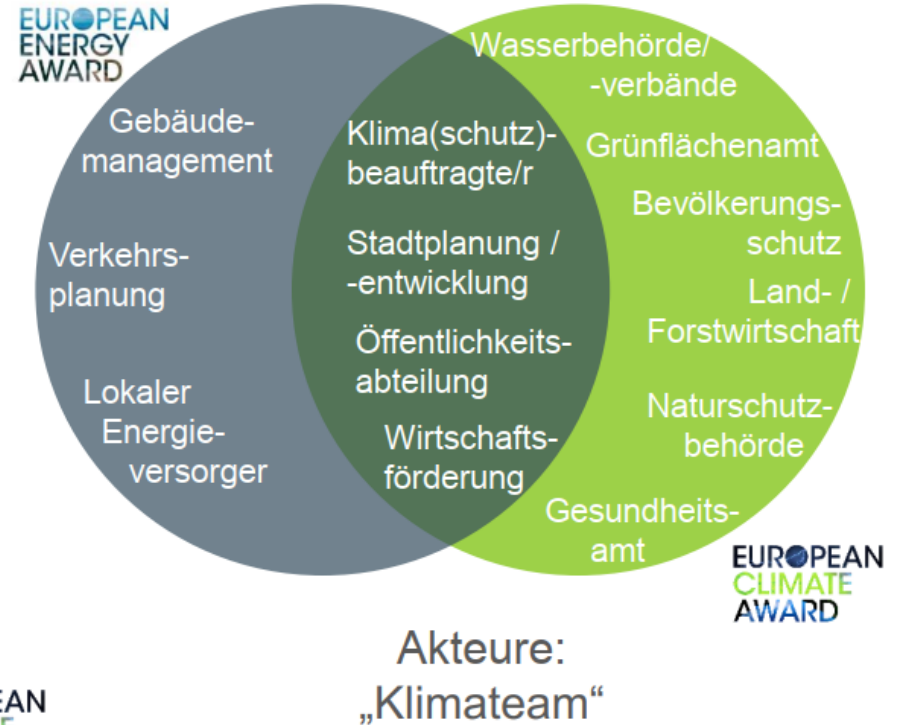 EUROPEAN
ENERGY
AWARD
Gebäude-
management
Verkehrs-
planung
Lokaler
Energie-
versorger
Klima(schutz)-
beauftragte/r
Stadtplanung /
-entwicklung
Öffentlichkeits-
abteilung
Wirtschafts-
förderung
Wasserbehörde/
-verbände
Grünflächenamt
Bevölkerungs-
schutz
Land- /
Forstwirtschaft
Naturschutz-
behörde
Gesundheits-
amt
EUROPEAN
CLIMATE
AWARD
Akteure:
„Klimateam“